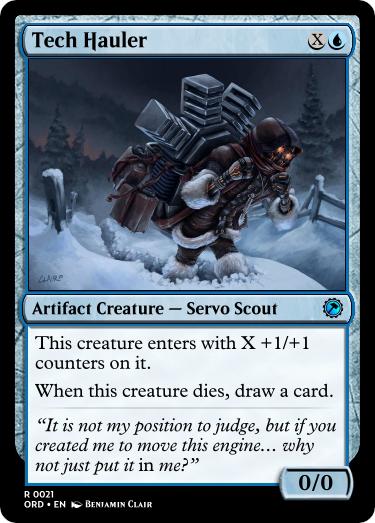 Tech Hauler
X
CLAIR
Artifact Creature — Servo Scout
This creature enters with X +1/+1
counters on it.
When this creature dies, draw a card.
“It is not my position to judge, but if you
created me to move this engine… why
not just put it in me?”
0/0
R 0021
ORD • EN Benjamin Clair